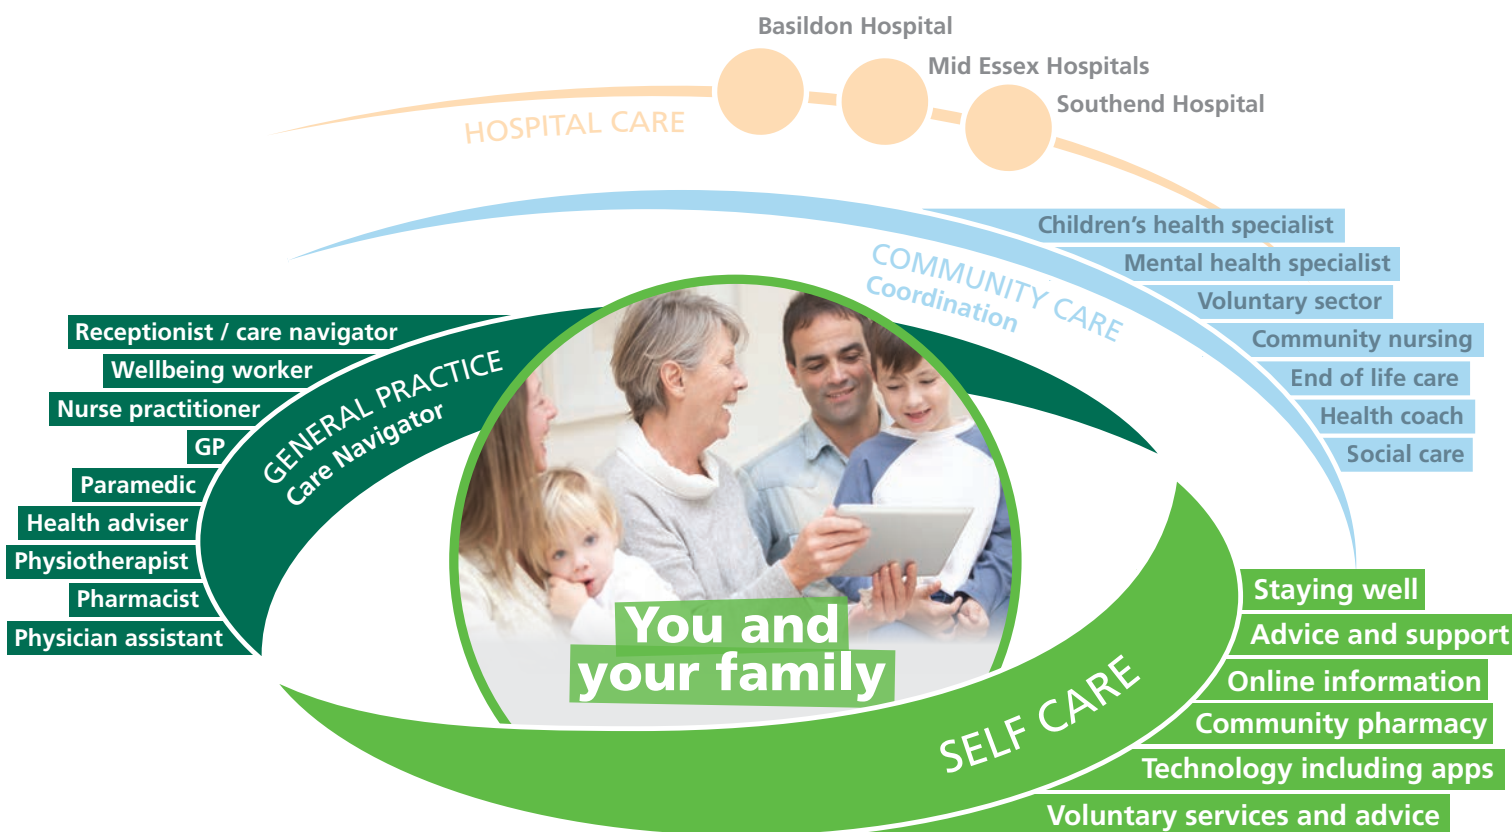 Basildon Hospital
Mid Essex Hospitals
Southend Hospital
HOSPITAL CARE
Children's health specialist
Mental health specialist
Voluntary sector
Community nursing
End of life care
Health coach
Social care
COMMUNITY CARE
Coordination
Receptionist / care navigator
Wellbeing worker
Nurse practitioner
GP
Paramedic
Health adviser
Physiotherapist
Pharmacist
Physician assistant
GENERAL PRACTICE
Care Navigator
You and
your family
SELF CARE
Staying well
Advice and support
Online information
Community pharmacy
Technology including apps
Voluntary services and advice